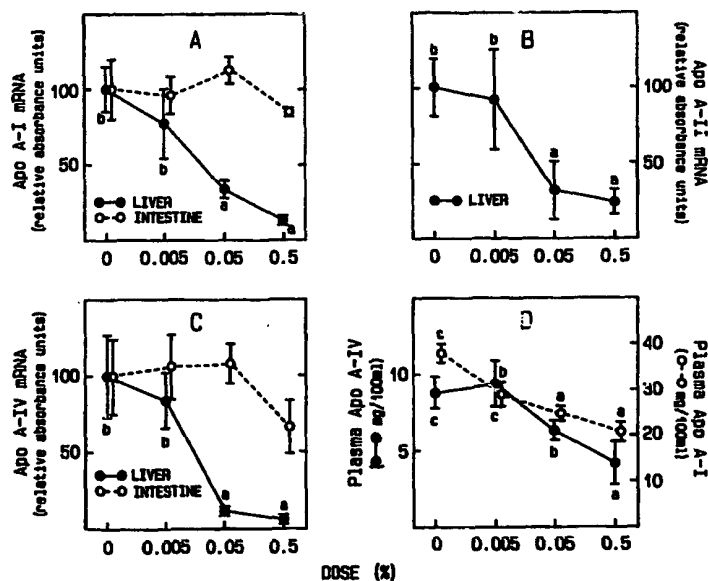 A
Apo A-I mRNA
(relative absorbance units)
100
50
b
b
a
a
LIVER
INTESTINE
0
0.005
0.05
0.5
B
Apo A-II mRNA
(relative absorbance units)
100
50
b
b
a
a
LIVER
0
0.005
0.05
0.5
C
Apo A-IV mRNA
(relative absorbance units)
100
50
b
b
a
a
LIVER
INTESTINE
0
0.005
0.05
0.5
D
Plasma Apo A-IV
mg/100ml)
10
5
Plasma Apo A-I
(o-o mg/100ml)
40
30
20
10
c
b
a
a
c
c
b
a
0
0.005
0.05
0.5
DOSE (%)